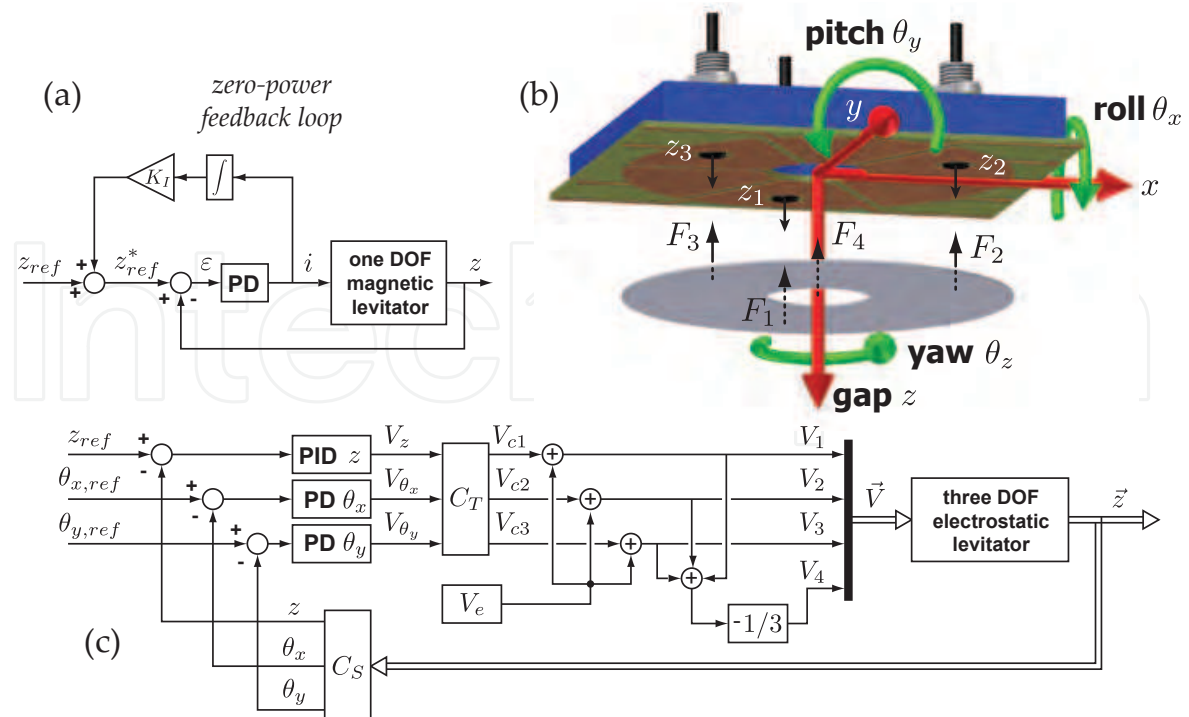 (a)
zero-power
feedback loop
K_I
∫
z_ref
+
+
z*_ref
+
-
ε
PD
i
one DOF
magnetic
levitator
z
(b)
pitch θ_y
y
roll θ_x
z_3
z_1
z_2
x
F_3
F_4
F_2
F_1
yaw θ_z
gap z
Intech
(c)
z_ref
+
-
PID z
V_z
θ_x,ref
+
-
PD θ_x
V_θx
θ_y,ref
+
-
PD θ_y
V_θy
C_T
V_c1
V_c2
V_c3
+
+
+
+
V_e
-1/3
V_1
V_2
V_3
V_4
V⃗
three DOF
electrostatic
levitator
z⃗
z
θ_x
θ_y
C_S